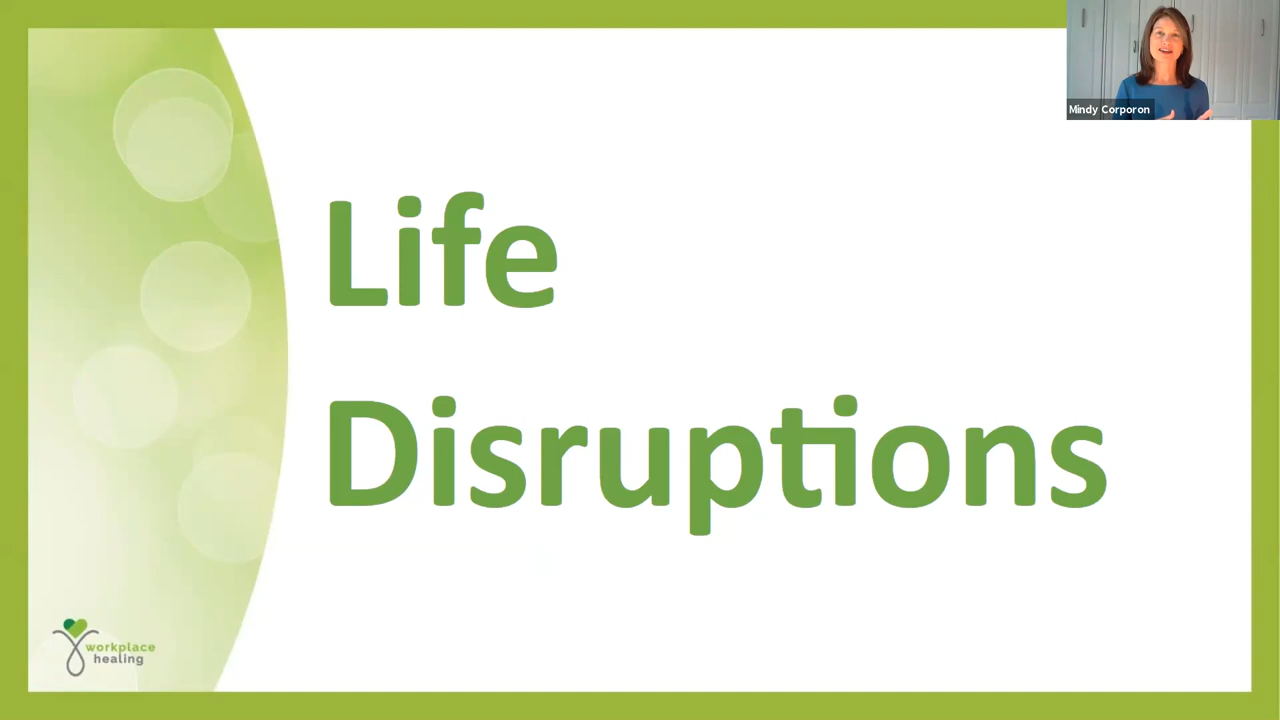 Mindy Corporon
Life
Disruptions
workplace
healing